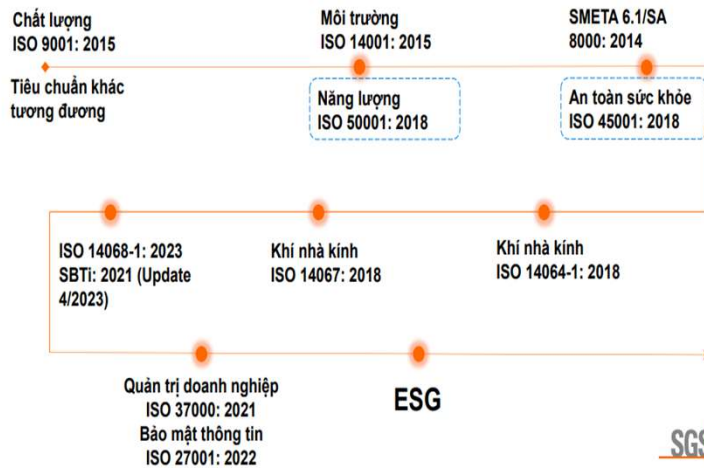 Chất lượng
ISO 9001: 2015
Tiêu chuẩn khác
tương đương
Môi trường
ISO 14001: 2015
Năng lượng
ISO 50001: 2018
SMETA 6.1/SA
8000: 2014
An toàn sức khỏe
ISO 45001: 2018
ISO 14068-1: 2023
SBTi: 2021 (Update
4/2023)
Khí nhà kính
ISO 14067: 2018
Khí nhà kính
ISO 14064-1: 2018
Quản trị doanh nghiệp
ISO 37000: 2021
Bảo mật thông tin
ISO 27001: 2022
ESG
SGS